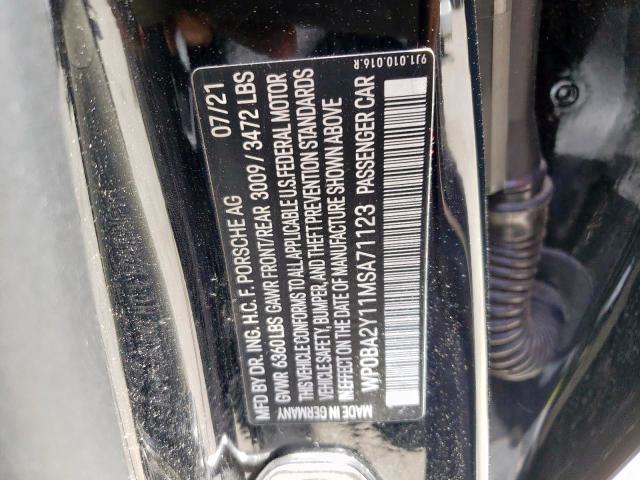 MFD BY DR. ING. H.C. F. PORSCHE AG 07/21
GVWR 6360 LBS GAWR FRONT/REAR 3009 / 3472 LBS
THIS VEHICLE CONFORMS TO ALL APPLICABLE U.S. FEDERAL MOTOR
VEHICLE SAFETY, BUMPER, AND THEFT PREVENTION STANDARDS
IN EFFECT ON THE DATE OF MANUFACTURE SHOWN ABOVE
WP0BA2Y11MSA71123 PASSENGER CAR
MADE IN GERMANY
9J1.010.016.R